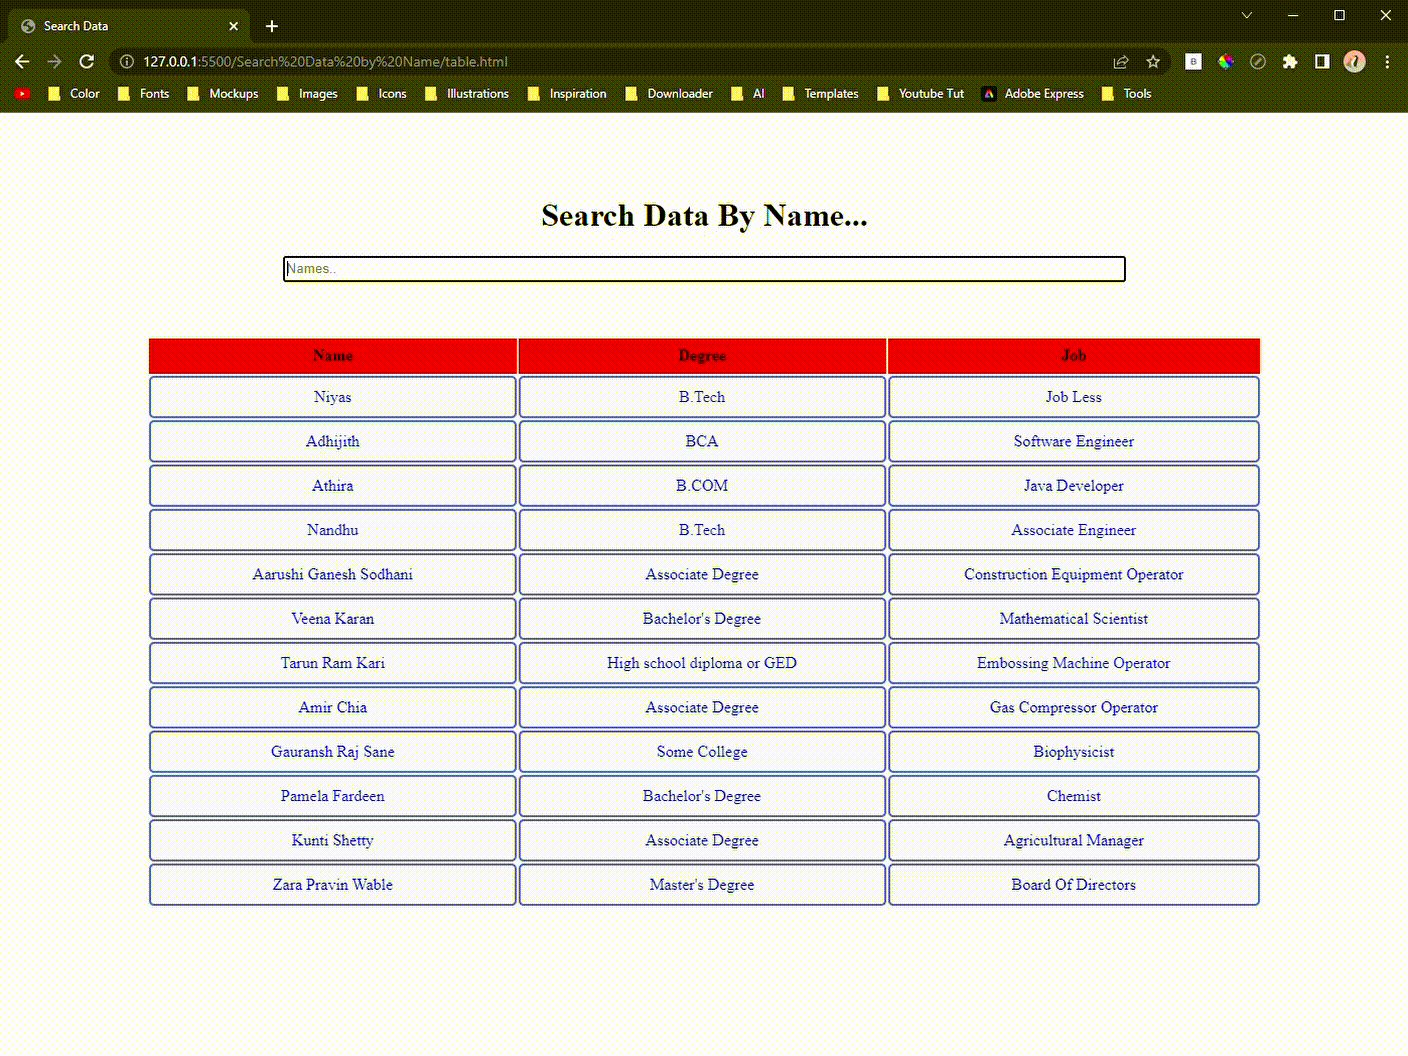 Search Data
127.0.0.1:5500/Search%20Data%20by%20Name/table.html
B
Color Fonts Mockups Images Icons Illustrations Inspiration Downloader AI Templates Youtube Tut Adobe Express Tools
Search Data By Name...
Names..
Name Degree Job
Niyas B.Tech Job Less
Adhijith BCA Software Engineer
Athira B.COM Java Developer
Nandhu B.Tech Associate Engineer
Aarushi Ganesh Sodhani Associate Degree Construction Equipment Operator
Veena Karan Bachelor's Degree Mathematical Scientist
Tarun Ram Kari High school diploma or GED Embossing Machine Operator
Amir Chia Associate Degree Gas Compressor Operator
Gauransh Raj Sane Some College Biophysicist
Pamela Fardeen Bachelor's Degree Chemist
Kunti Shetty Associate Degree Agricultural Manager
Zara Pravin Wable Master's Degree Board Of Directors